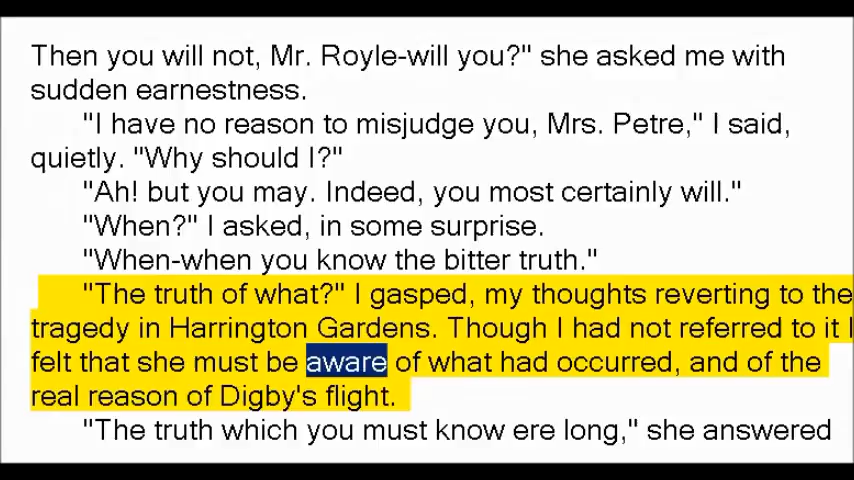 Then you will not, Mr. Royle-will you?" she asked me with
sudden earnestness.
"I have no reason to misjudge you, Mrs. Petre," I said,
quietly. "Why should I?"
"Ah! but you may. Indeed, you most certainly will."
"When?" I asked, in some surprise.
"When-when you know the bitter truth."
"The truth of what?" I gasped, my thoughts reverting to the
tragedy in Harrington Gardens. Though I had not referred to it I
felt that she must be aware of what had occurred, and of the
real reason of Digby's flight.
"The truth which you must know ere long," she answered